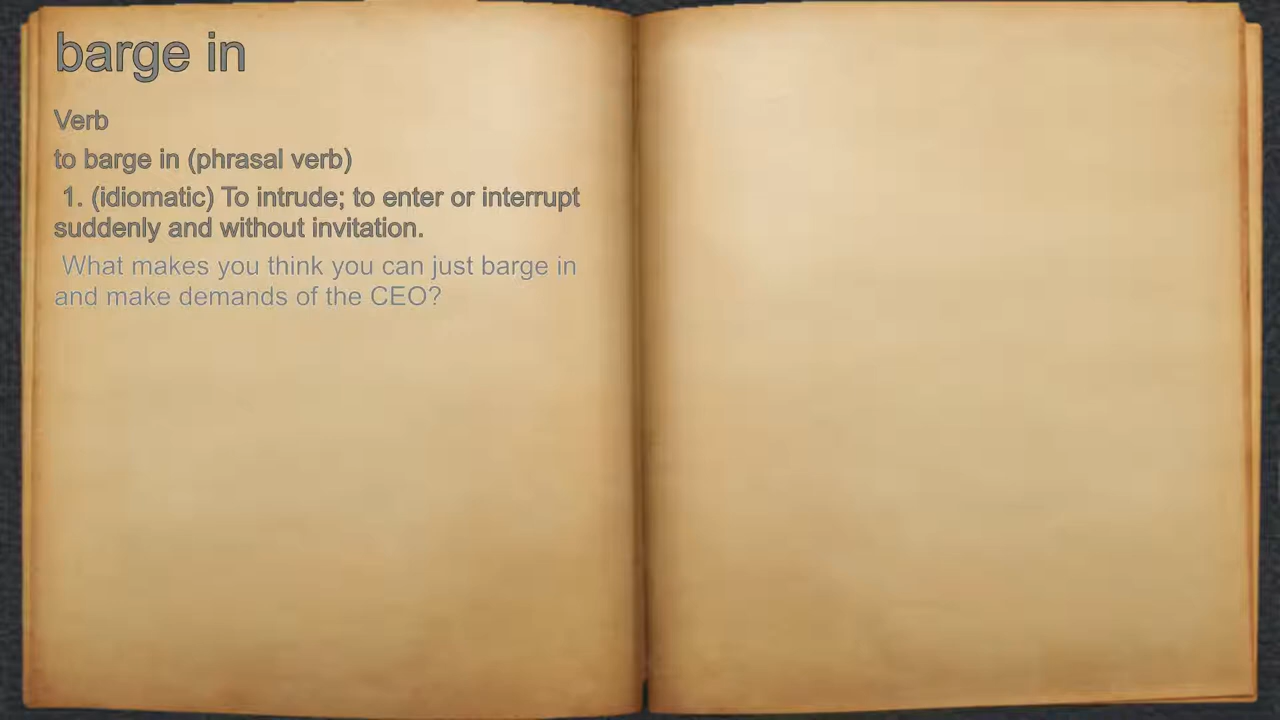 barge in
Verb
to barge in (phrasal verb)
1. (idiomatic) To intrude; to enter or interrupt
suddenly and without invitation.
What makes you think you can just barge in
and make demands of the CEO?